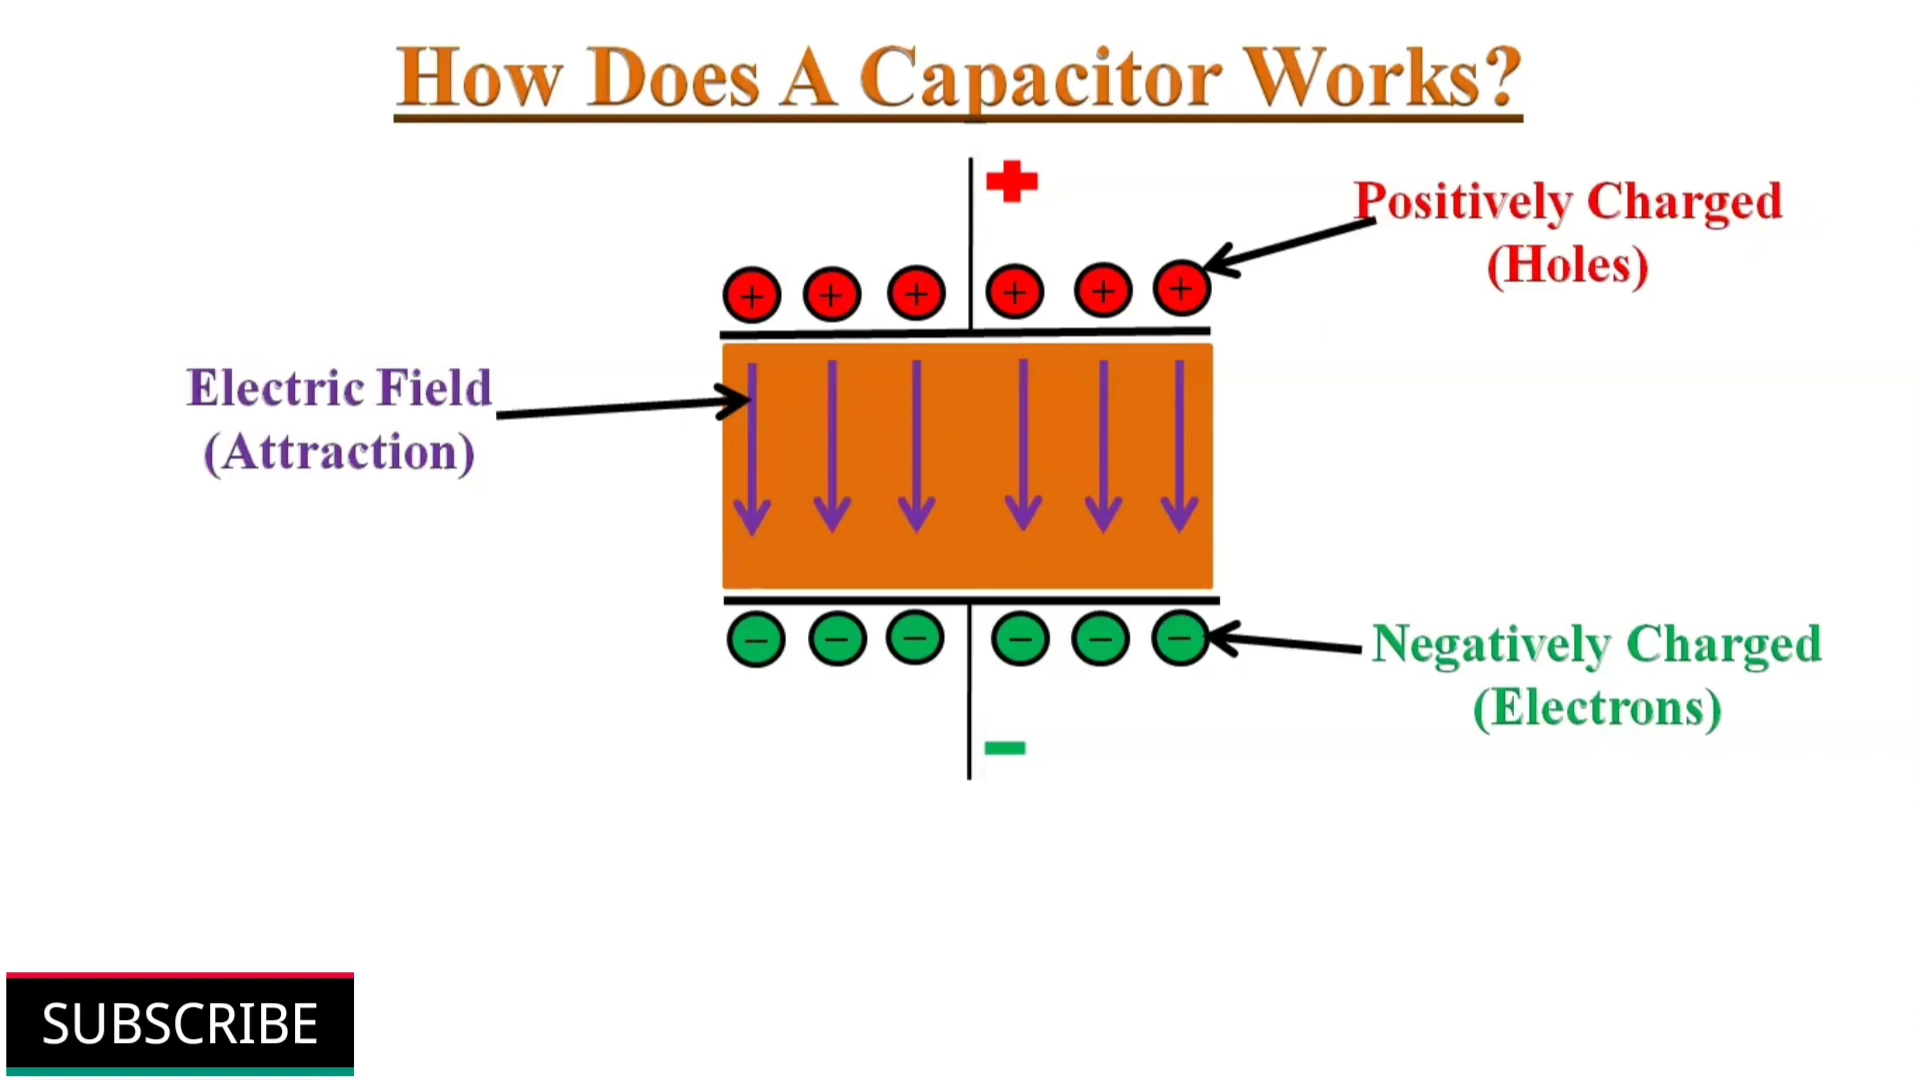 How Does A Capacitor Works?
+
Positively Charged
(Holes)
+ + + + + +
Electric Field
(Attraction)
− − − − − −
Negatively Charged
(Electrons)
−
SUBSCRIBE